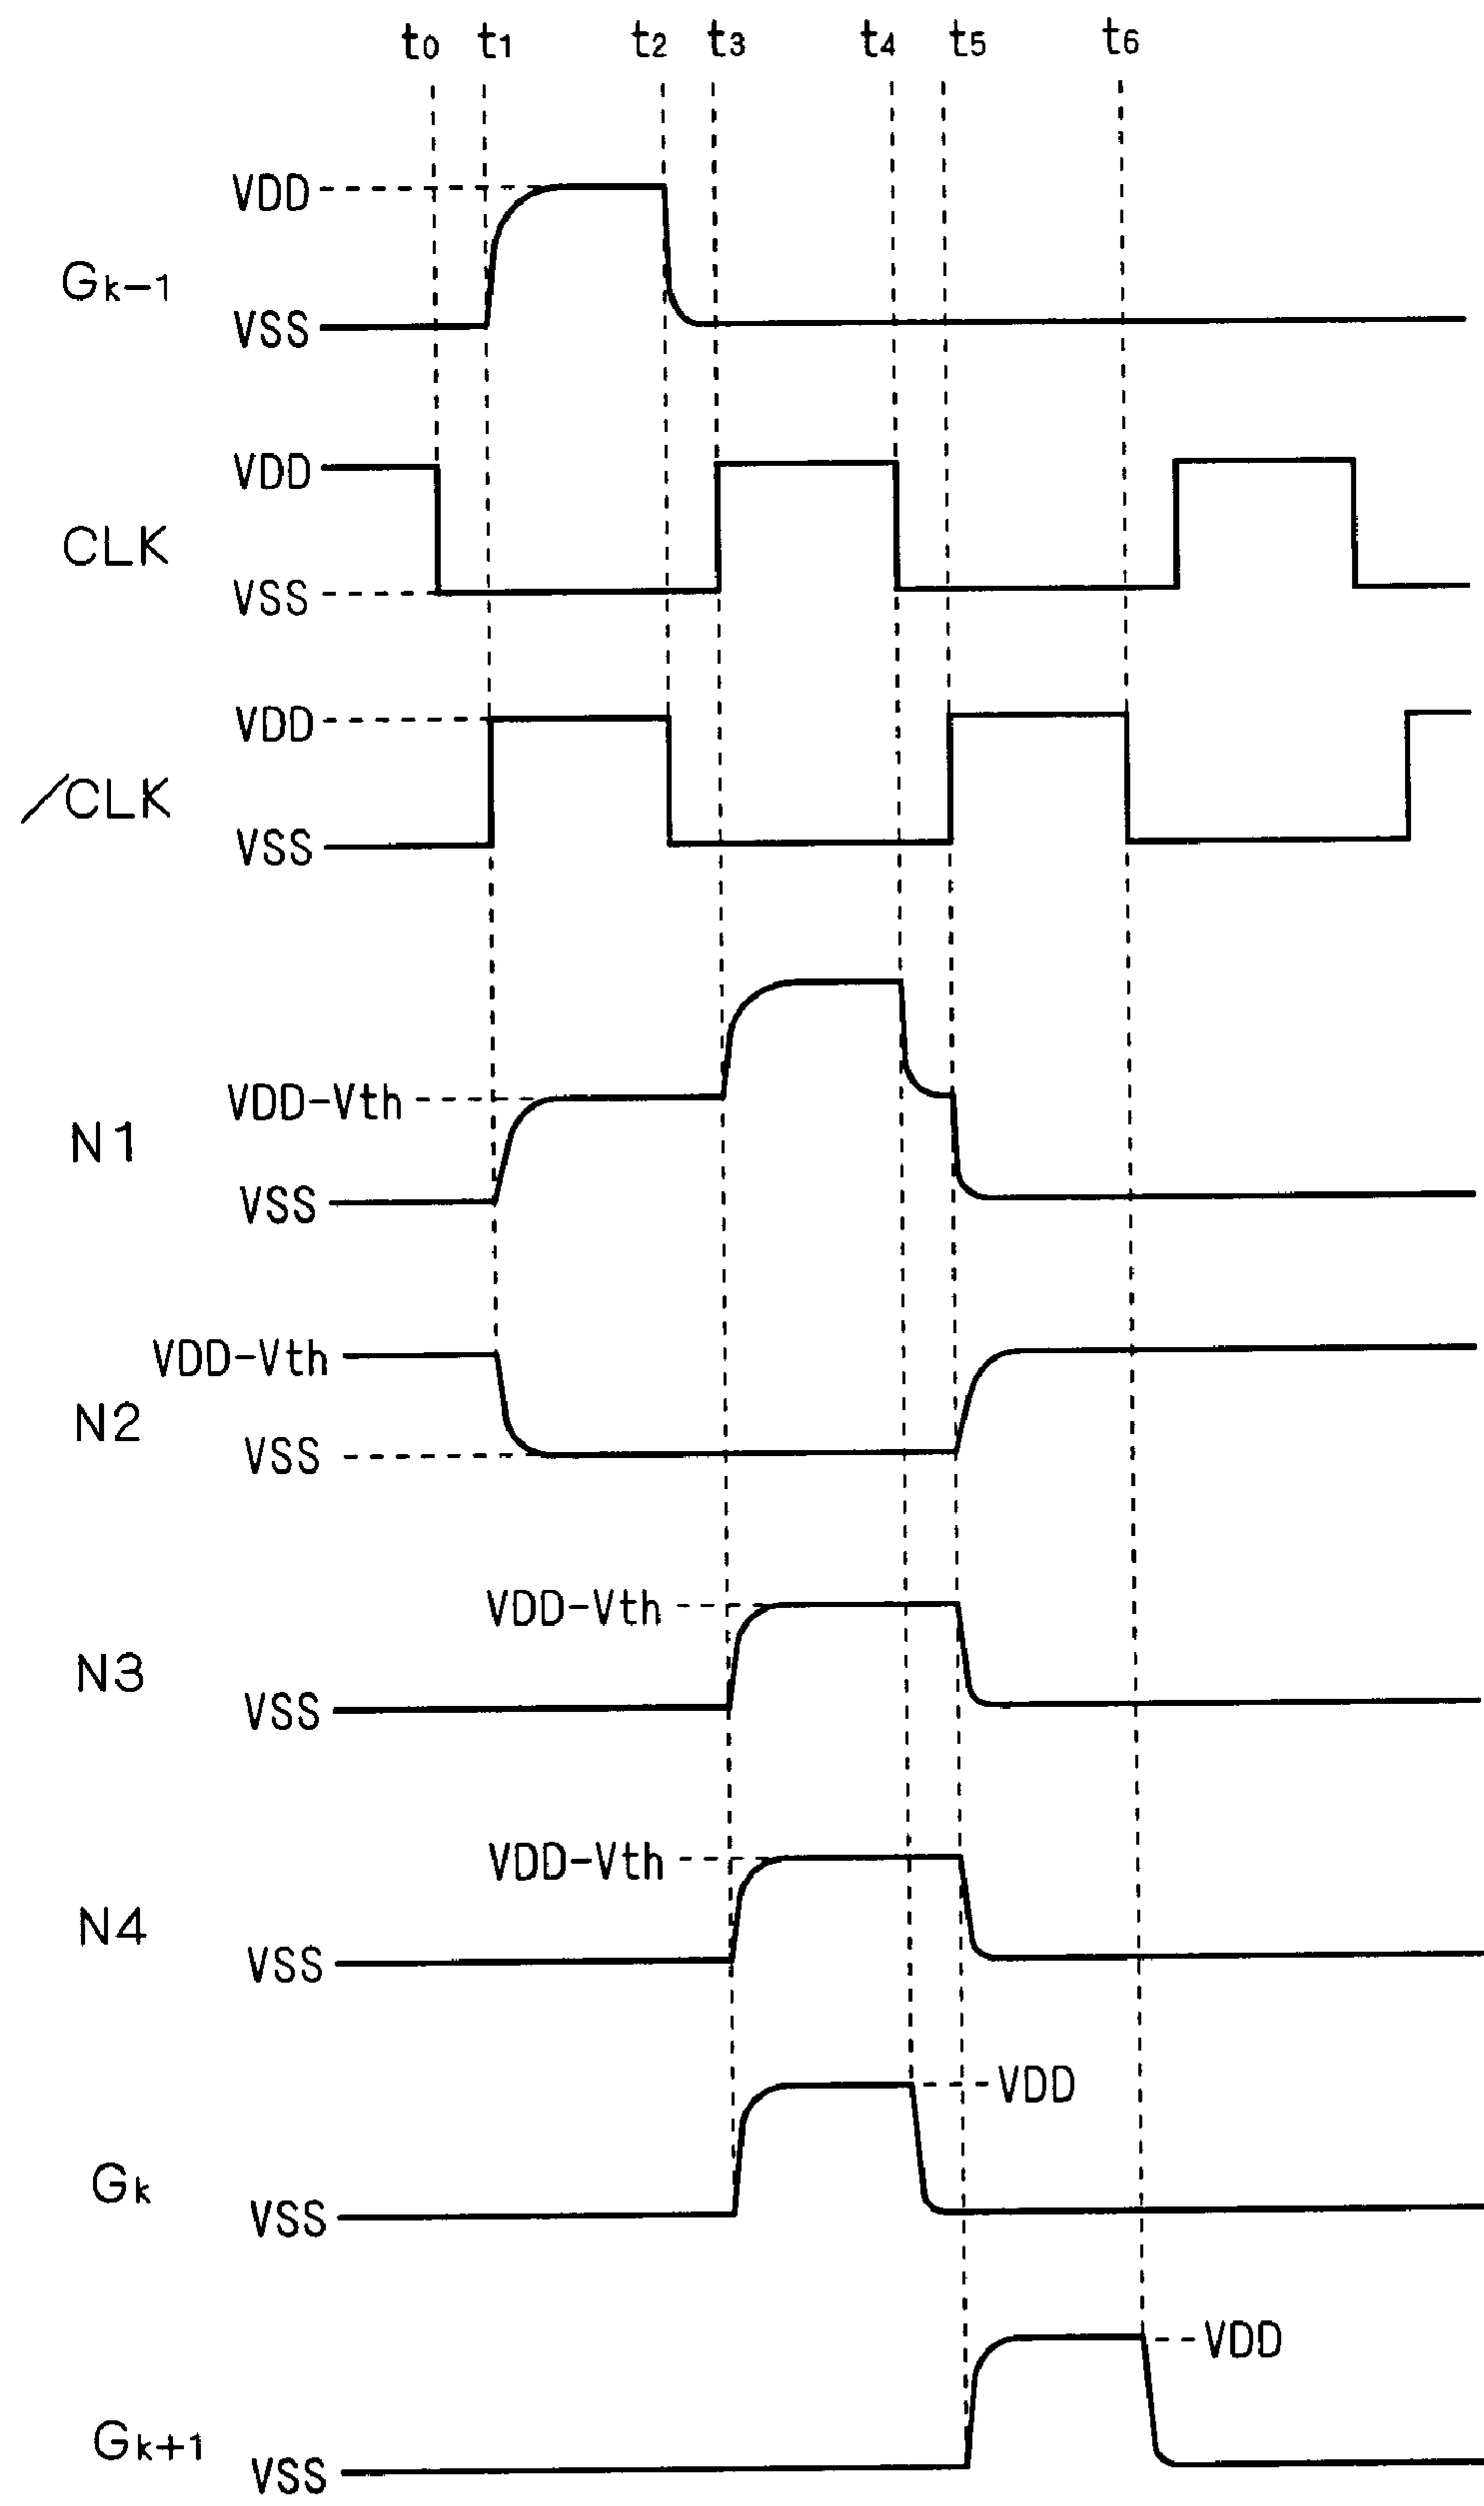 t0 t1 t2 t3 t4 t5 t6
VDD
Gk-1
VSS
VDD
CLK
VSS
VDD
/CLK
VSS
VDD-Vth
N1
VSS
VDD-Vth
N2
VSS
VDD-Vth
N3
VSS
VDD-Vth
N4
VSS
VDD
Gk
VSS
VDD
Gk+1
VSS